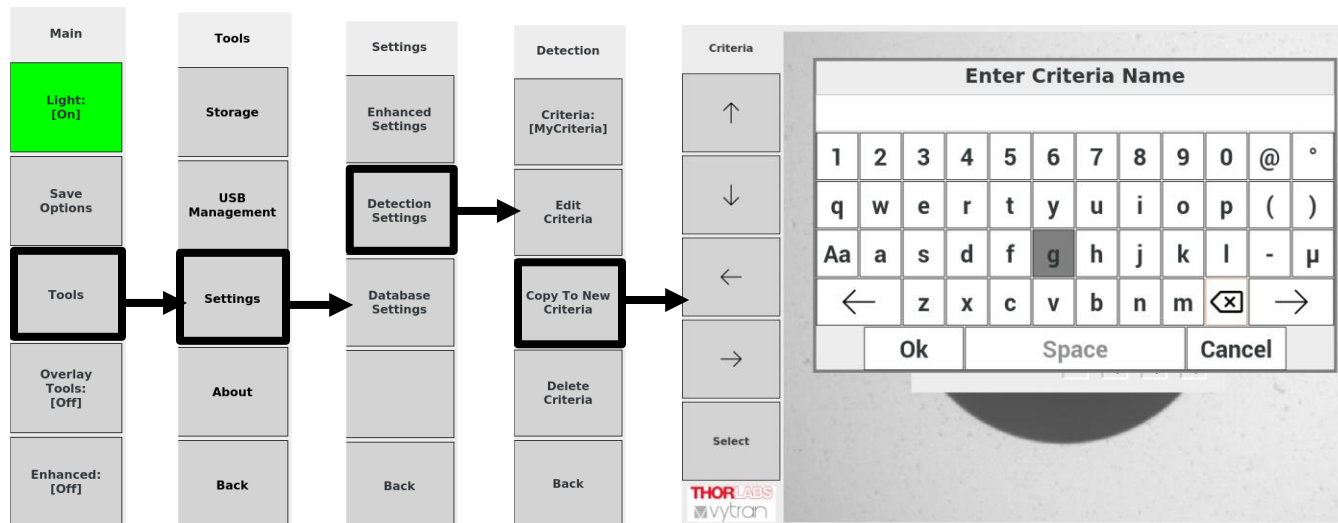 Main
Light:
[On]
Save
Options
Tools
Overlay
Tools:
[Off]
Enhanced:
[Off]
Tools
Storage
USB
Management
Settings
About
Back
Settings
Enhanced
Settings
Detection
Settings
Database
Settings
Back
Detection
Criteria:
[MyCriteria]
Edit
Criteria
Copy To New
Criteria
Delete
Criteria
Back
Criteria
↑
↓
←
→
Select
THORLABS
vytran
Enter Criteria Name
1 2 3 4 5 6 7 8 9 0 @ °
q w e r t y u i o p ( )
Aa a s d f g h j k l - µ
← z x c v b n m ⌫ →
Ok Space Cancel